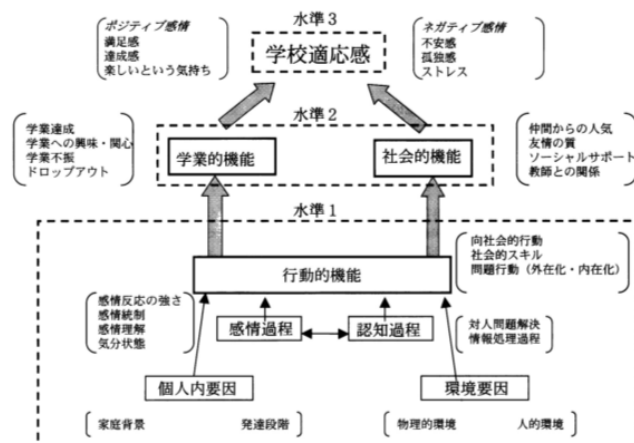 水準3
ポジティブ感情
満足感
達成感
楽しいという気持ち
学校適応感
ネガティブ感情
不安感
孤独感
ストレス
水準2
学業達成
学業への興味・関心
学業不振
ドロップアウト
学業的機能
社会的機能
仲間からの人気
友情の質
ソーシャルサポート
教師との関係
水準1
向社会的行動
社会的スキル
問題行動（外在化・内在化）
行動的機能
感情反応の強さ
感情統制
感情理解
気分状態
感情過程
認知過程
対人問題解決
情報処理過程
個人内要因
環境要因
家庭背景 発達段階
物理的環境 人的環境